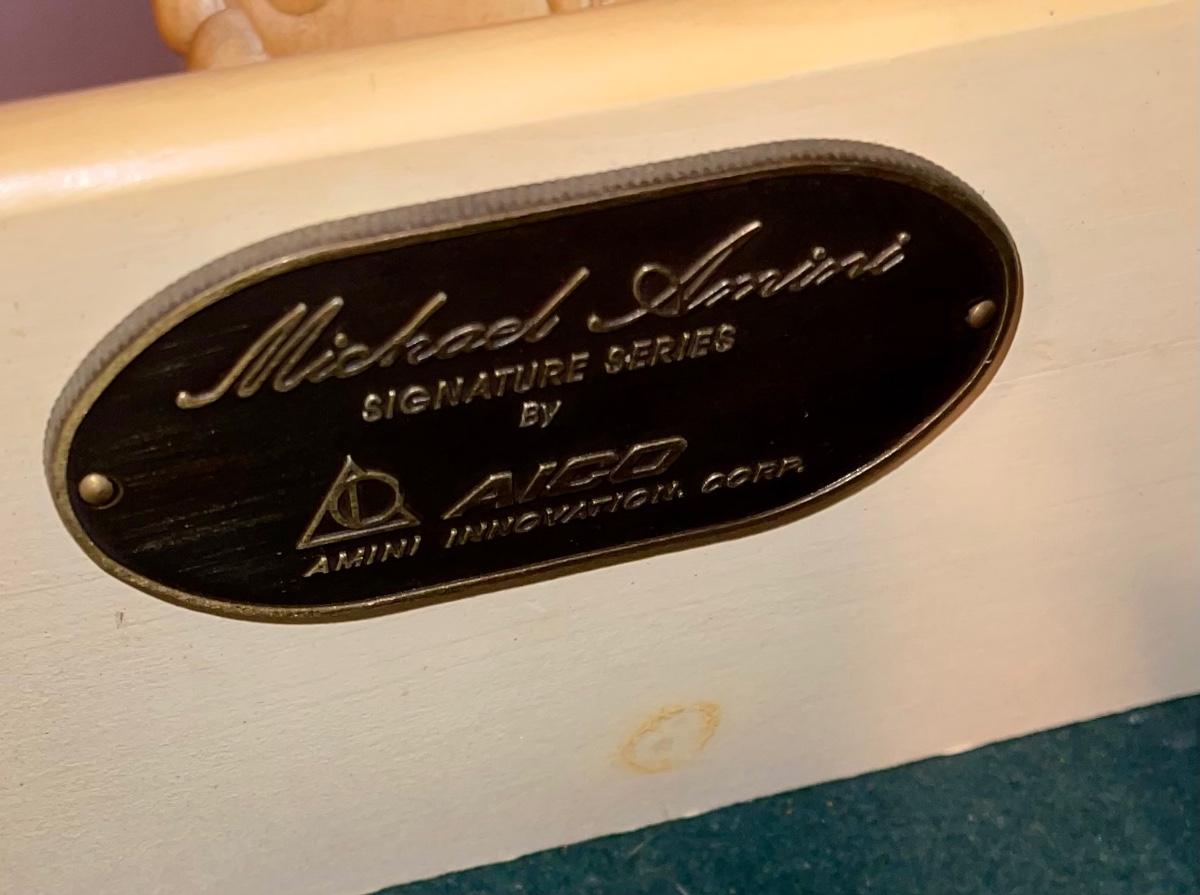 Michael Amini
SIGNATURE SERIES
By
AICO
AMINI INNOVATION CORP.